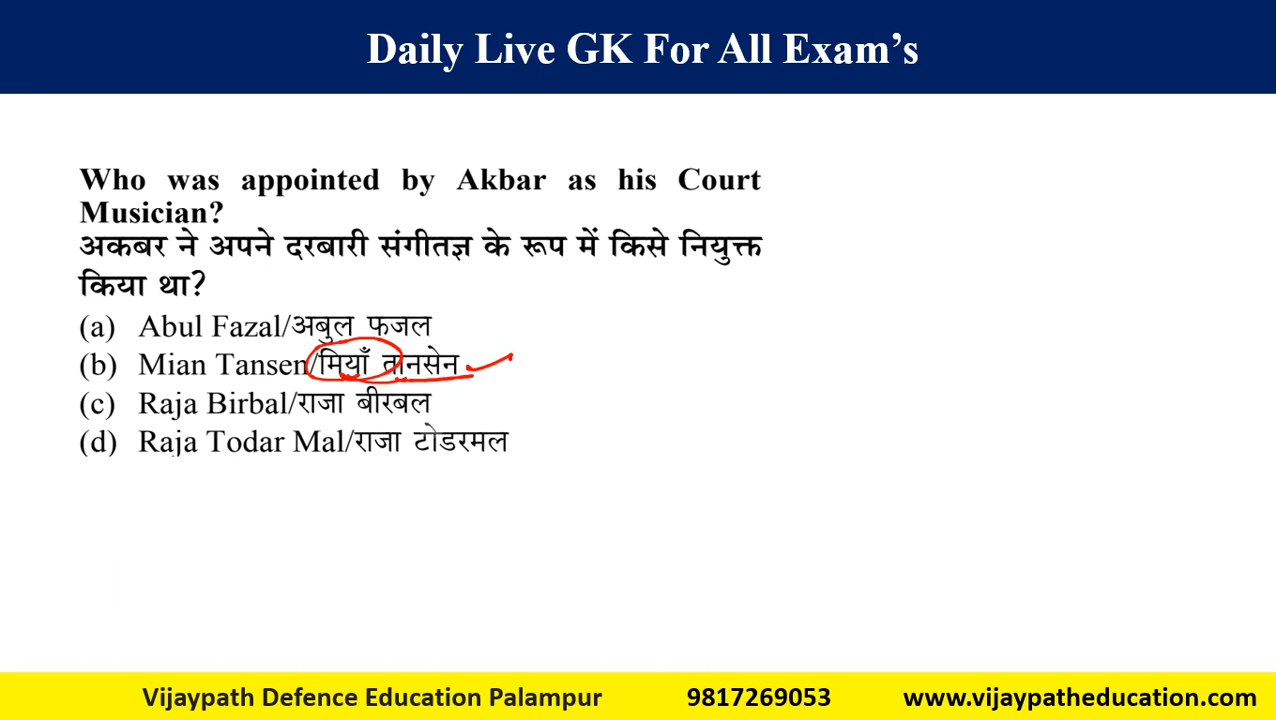 Daily Live GK For All Exam’s
Who was appointed by Akbar as his Court
Musician?
अकबर ने अपने दरबारी संगीतज्ञ के रूप में किसे नियुक्त
किया था?
(a) Abul Fazal/अबुल फजल
(b) Mian Tansen/मियाँ तानसेन
(c) Raja Birbal/राजा बीरबल
(d) Raja Todar Mal/राजा टोडरमल
Vijaypath Defence Education Palampur 9817269053 www.vijaypatheducation.com